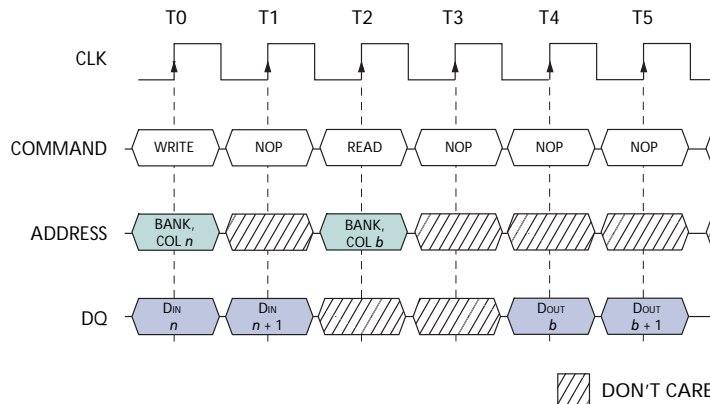 T0 T1 T2 T3 T4 T5
CLK
COMMAND WRITE NOP READ NOP NOP NOP
ADDRESS BANK, COL n BANK, COL b
DQ DIN n DIN n + 1 DOUT b DOUT b + 1
DON'T CARE